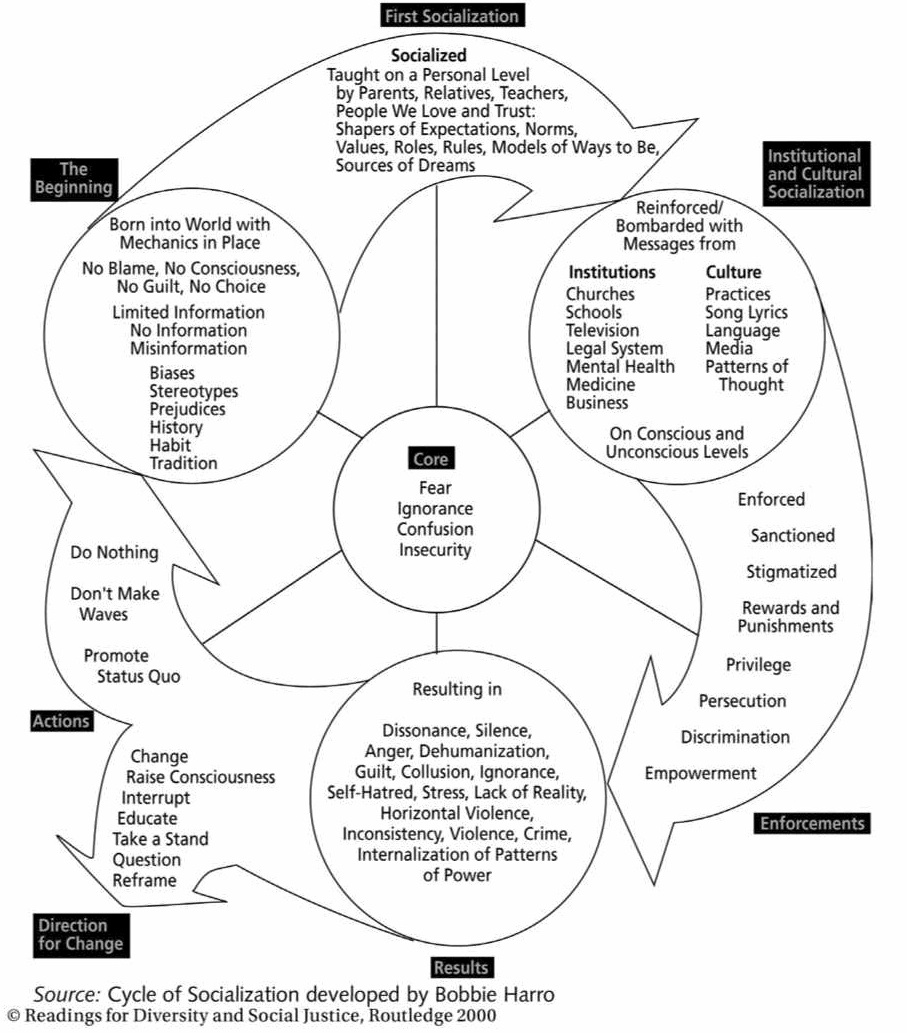 First Socialization
Socialized
Taught on a Personal Level
by Parents, Relatives, Teachers,
People We Love and Trust:
Shapers of Expectations, Norms,
Values, Roles, Rules, Models of Ways to Be,
Sources of Dreams
The
Beginning
Born into World with
Mechanics in Place
No Blame, No Consciousness,
No Guilt, No Choice
Limited Information
No Information
Misinformation
Biases
Stereotypes
Prejudices
History
Habit
Tradition
Institutional
and Cultural
Socialization
Reinforced/
Bombarded with
Messages from
Institutions
Churches
Schools
Television
Legal System
Mental Health
Medicine
Business
Culture
Practices
Song Lyrics
Language
Media
Patterns of
Thought
On Conscious and
Unconscious Levels
Core
Fear
Ignorance
Confusion
Insecurity
Enforced
Sanctioned
Stigmatized
Rewards and
Punishments
Privilege
Persecution
Discrimination
Empowerment
Enforcements
Resulting in
Dissonance, Silence,
Anger, Dehumanization,
Guilt, Collusion, Ignorance,
Self-Hatred, Stress, Lack of Reality,
Horizontal Violence,
Inconsistency, Violence, Crime,
Internalization of Patterns
of Power
Results
Do Nothing
Don't Make
Waves
Promote
Status Quo
Actions
Change
Raise Consciousness
Interrupt
Educate
Take a Stand
Question
Reframe
Direction
for Change
Source: Cycle of Socialization developed by Bobbie Harro
© Readings for Diversity and Social Justice, Routledge 2000